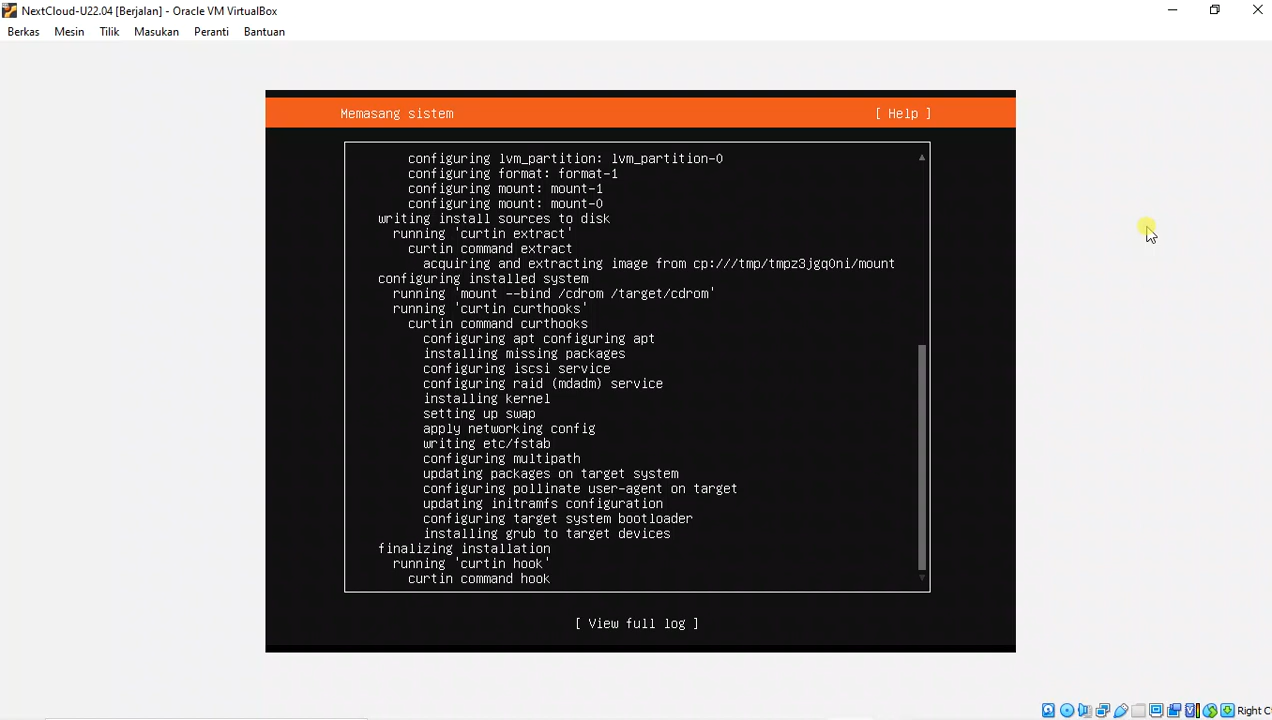 NextCloud-U22.04 [Berjalan] - Oracle VM VirtualBox
Berkas Mesin Tilik Masukan Peranti Bantuan
Memasang sistem [ Help ]
configuring lvm_partition: lvm_partition-0
configuring format: format-1
configuring mount: mount-1
configuring mount: mount-0
writing install sources to disk
running 'curtin extract'
curtin command extract
acquiring and extracting image from cp:///tmp/tmpz3jgq0ni/mount
configuring installed system
running 'mount --bind /cdrom /target/cdrom'
running 'curtin curthooks'
curtin command curthooks
configuring apt configuring apt
installing missing packages
configuring iscsi service
configuring raid (mdadm) service
installing kernel
setting up swap
apply networking config
writing etc/fstab
configuring multipath
updating packages on target system
configuring pollinate user-agent on target
updating initramfs configuration
configuring target system bootloader
installing grub to target devices
finalizing installation
running 'curtin hook'
curtin command hook
[ View full log ]
Right C